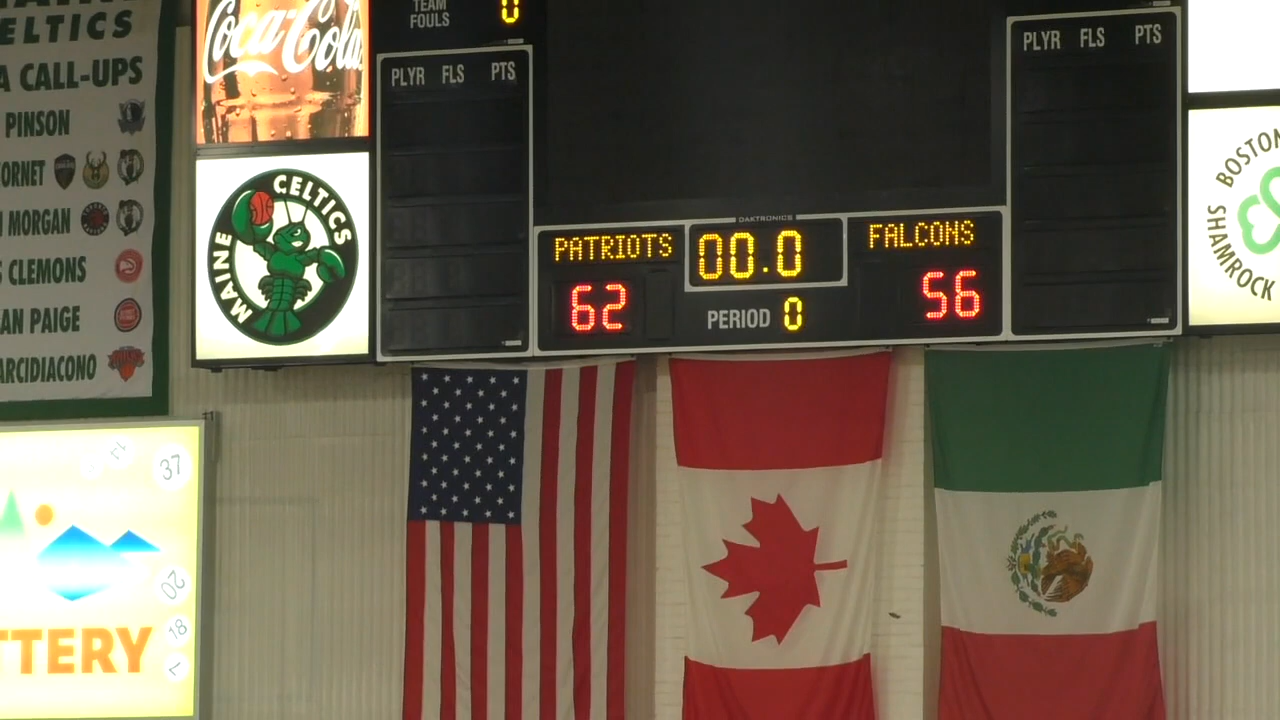 ELTICS
A CALL-UPS
PINSON
ORNET
MORGAN
CLEMONS
AN PAIGE
ARCIDIACONO
Coca-Cola
MAINE CELTICS
TEAM
FOULS
0
PLYR FLS PTS
DAKTRONICS
PATRIOTS
00.0
FALCONS
62
PERIOD 0
56
PLYR FLS PTS
BOSTON
SHAMROCK
37
20
18
7
TTERY